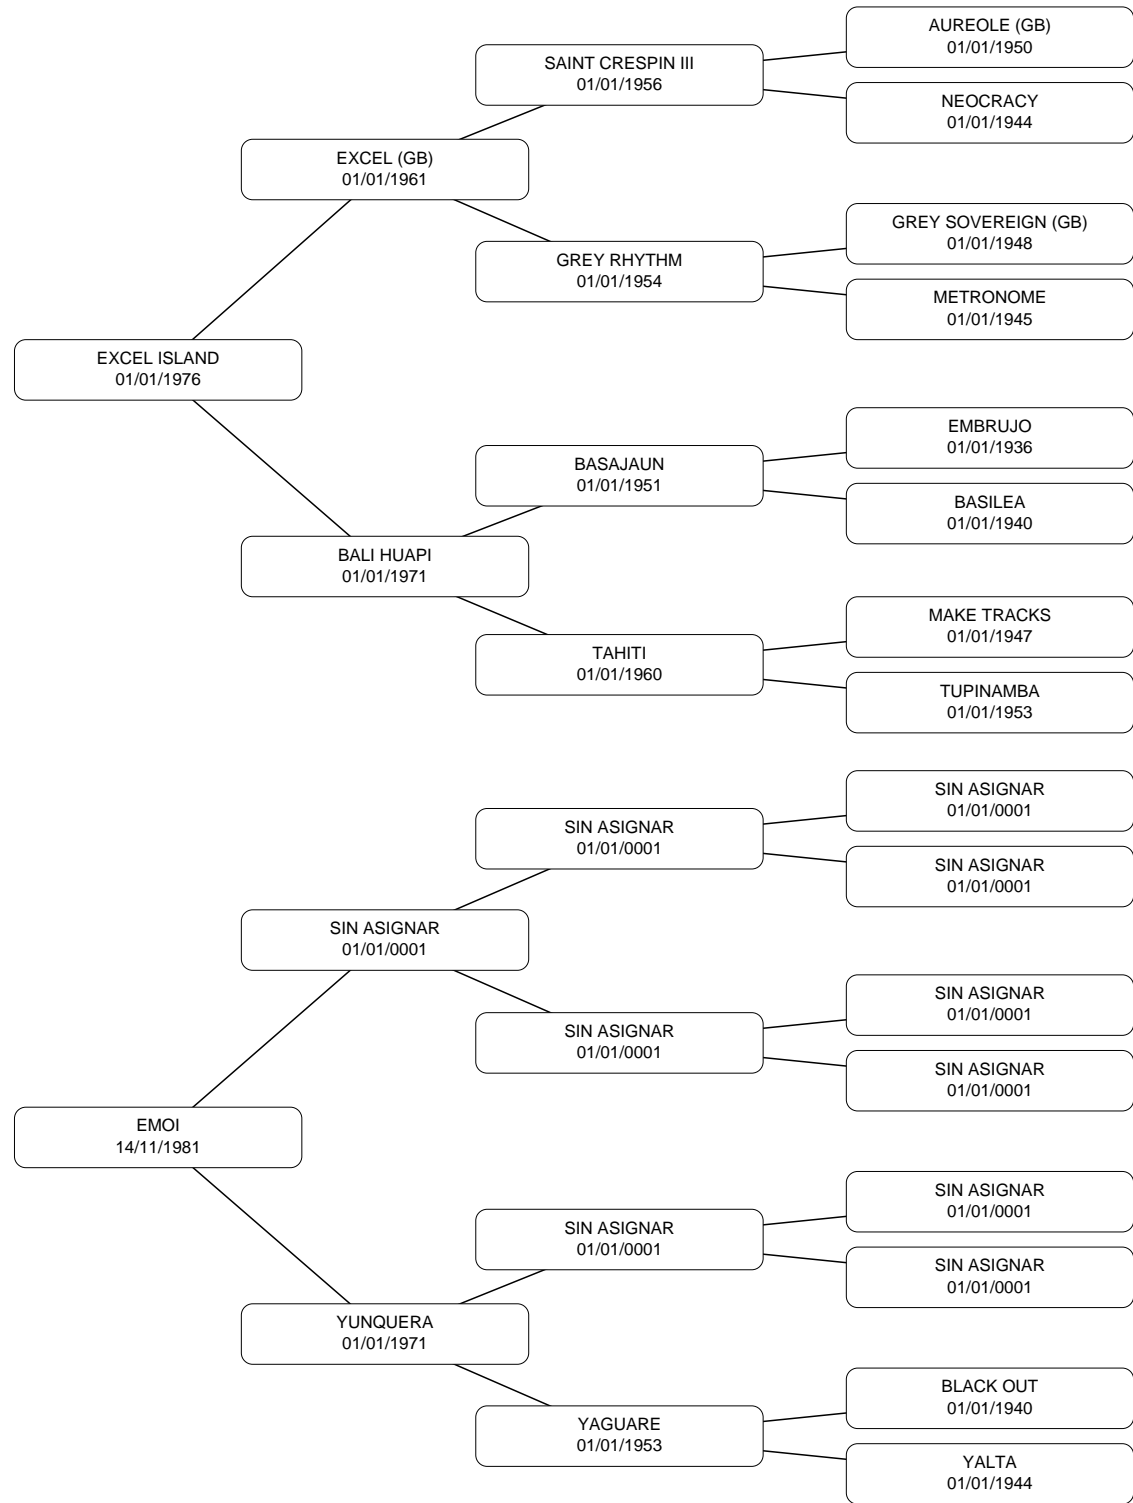 AUREOLE (GB)
01/01/1950
SAINT CRESPIN III
01/01/1956
NEOCRACY
01/01/1944
EXCEL (GB)
01/01/1961
GREY SOVEREIGN (GB)
01/01/1948
GREY RHYTHM
01/01/1954
METRONOME
01/01/1945
EXCEL ISLAND
01/01/1976
EMBRUJO
01/01/1936
BASAJAUN
01/01/1951
BASILEA
01/01/1940
BALI HUAPI
01/01/1971
MAKE TRACKS
01/01/1947
TAHITI
01/01/1960
TUPINAMBA
01/01/1953
SIN ASIGNAR
01/01/0001
SIN ASIGNAR
01/01/0001
SIN ASIGNAR
01/01/0001
SIN ASIGNAR
01/01/0001
SIN ASIGNAR
01/01/0001
SIN ASIGNAR
01/01/0001
SIN ASIGNAR
01/01/0001
EMOI
14/11/1981
SIN ASIGNAR
01/01/0001
SIN ASIGNAR
01/01/0001
SIN ASIGNAR
01/01/0001
YUNQUERA
01/01/1971
BLACK OUT
01/01/1940
YAGUARE
01/01/1953
YALTA
01/01/1944